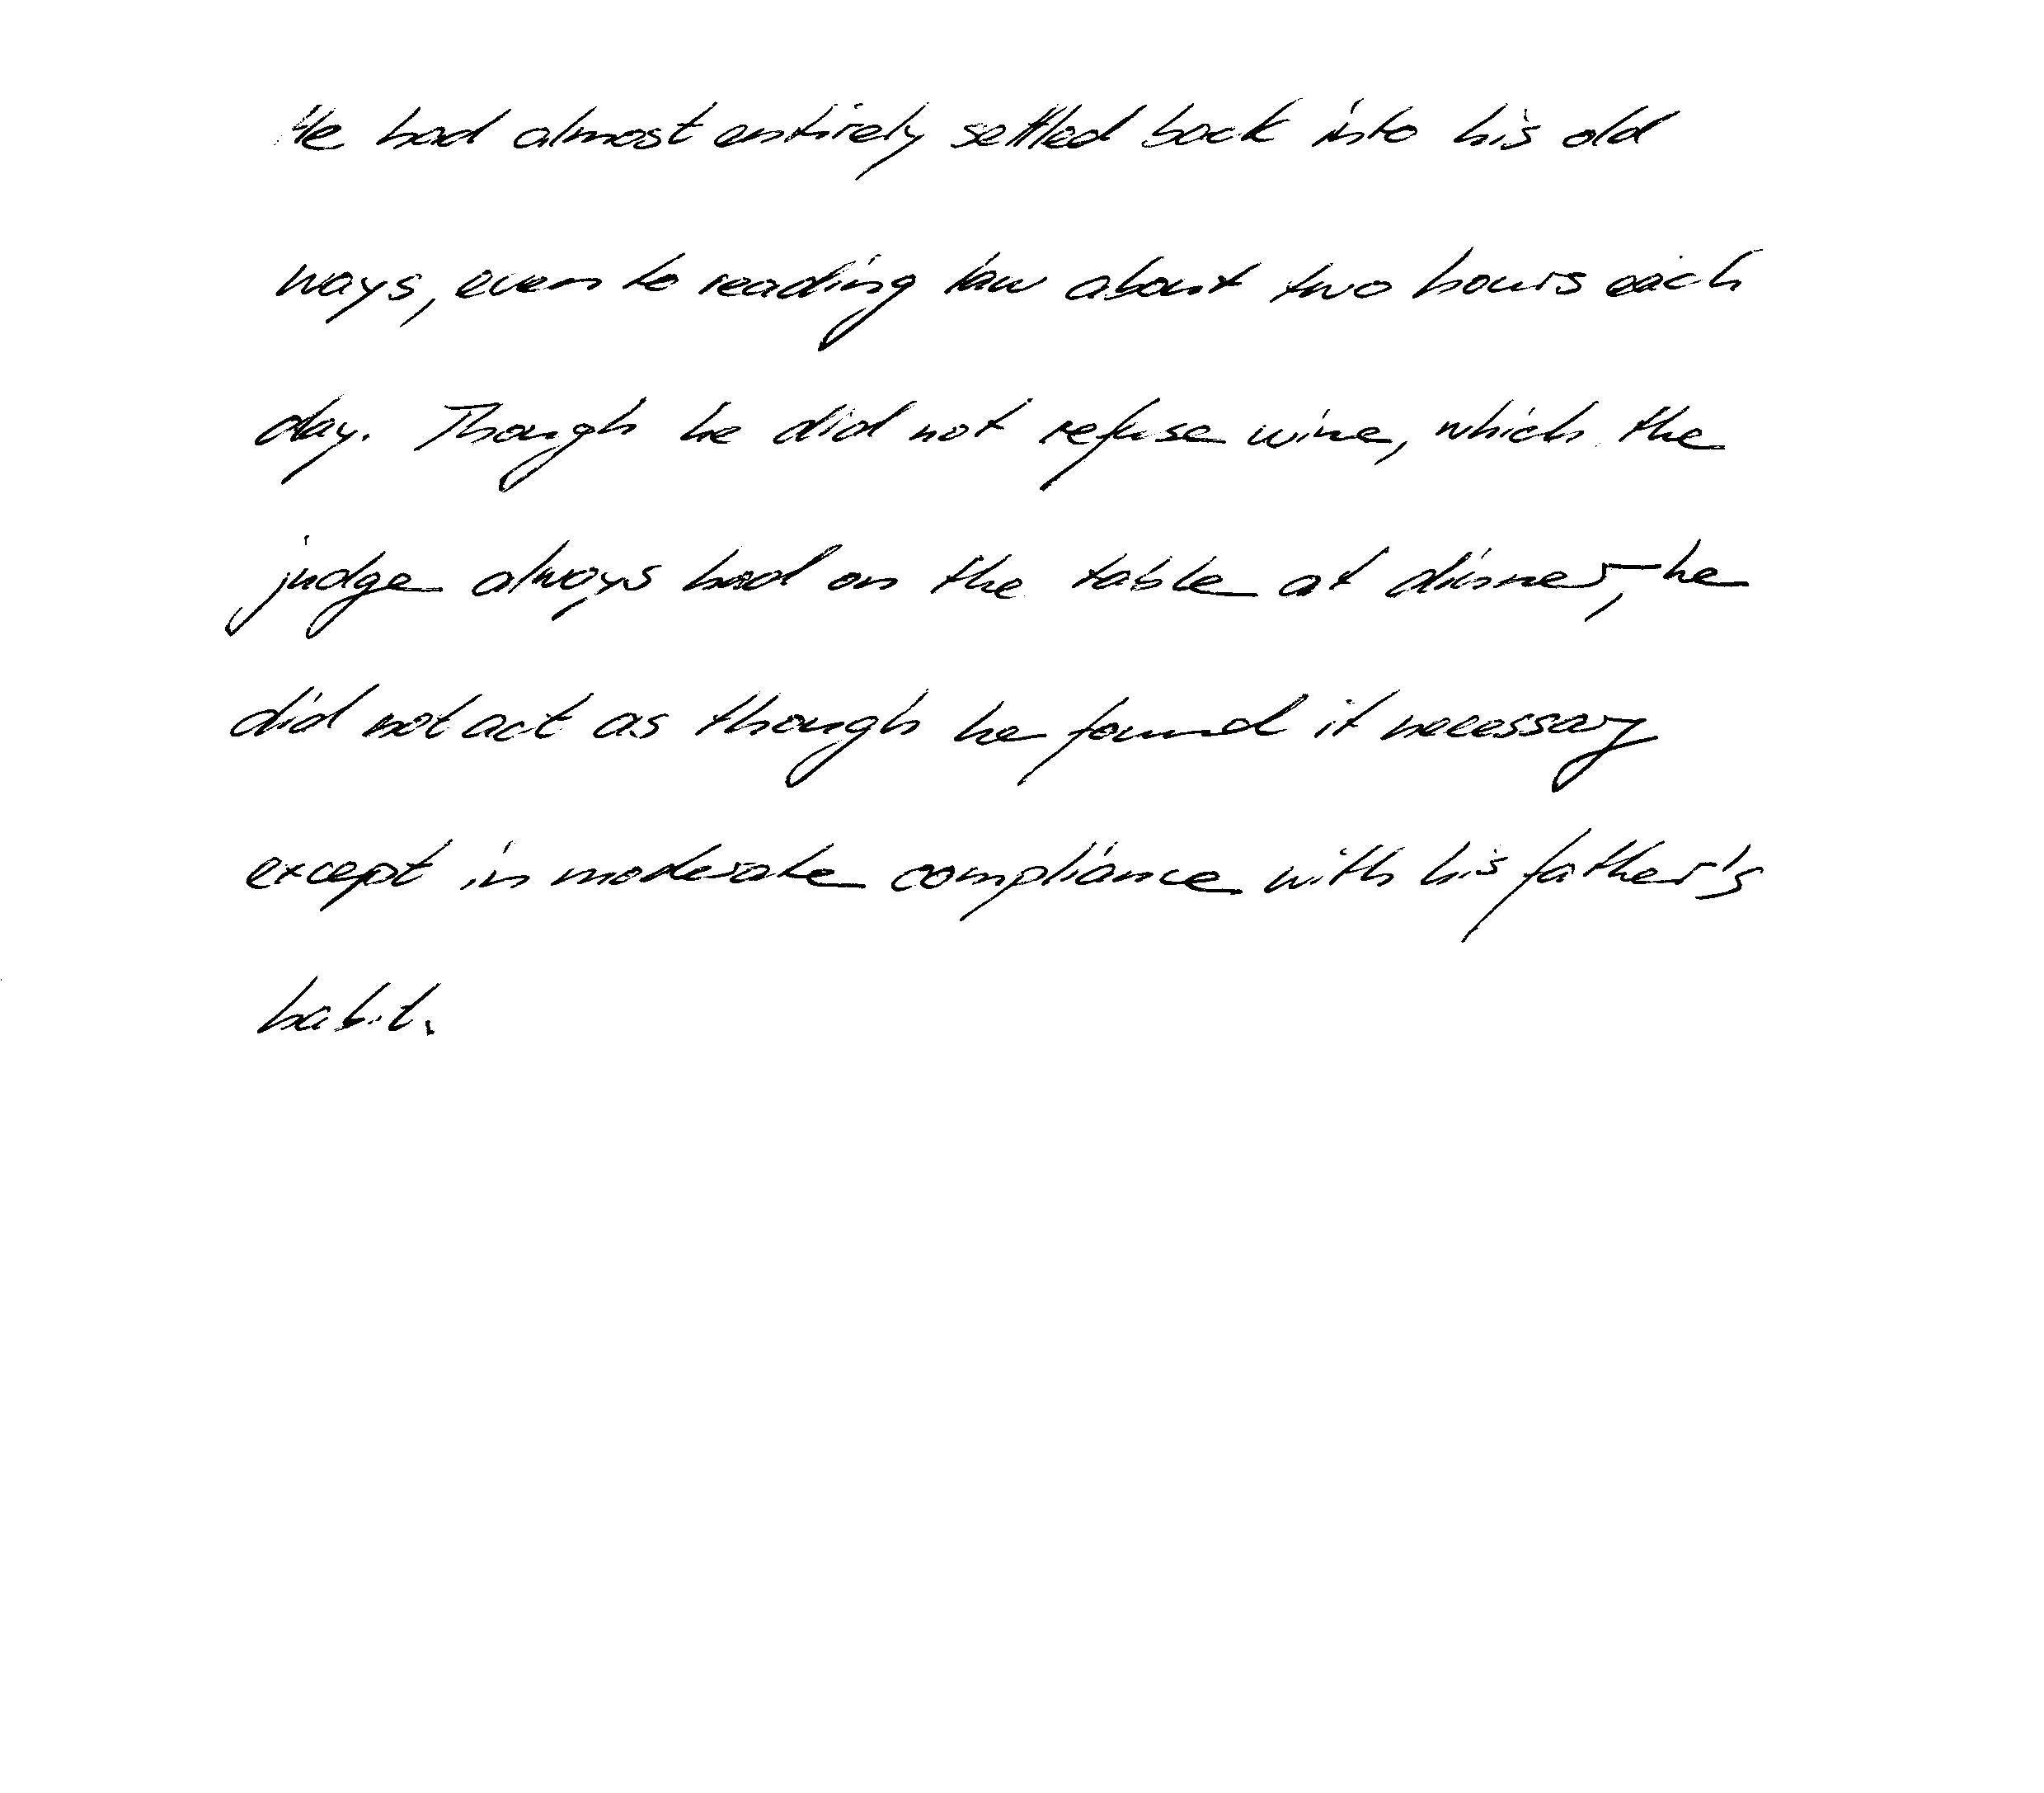 He had almost entirely settled back into his old
ways, even to reading law about two hours each
day. Though he did not refuse wine, which the
judge always had on the table at dinner, he
did not act as though he found it necessary
except in moderate compliance with his father's
habit.